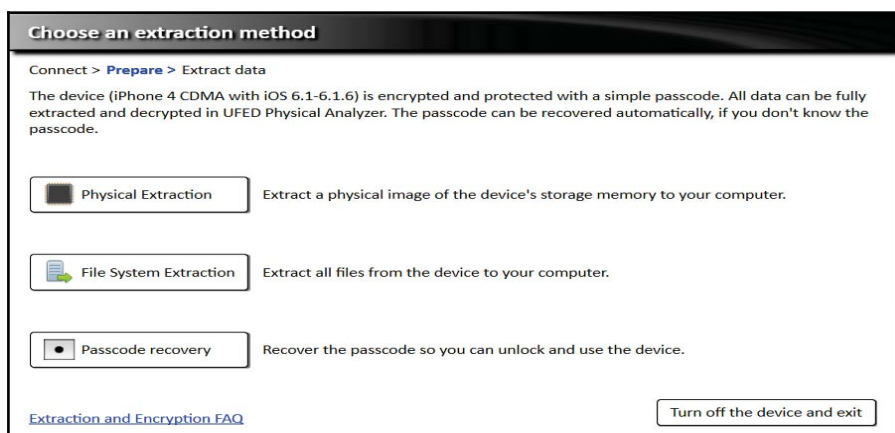 Choose an extraction method
Connect > Prepare > Extract data
The device (iPhone 4 CDMA with iOS 6.1-6.1.6) is encrypted and protected with a simple passcode. All data can be fully
extracted and decrypted in UFED Physical Analyzer. The passcode can be recovered automatically, if you don't know the
passcode.
Physical Extraction Extract a physical image of the device's storage memory to your computer.
File System Extraction Extract all files from the device to your computer.
Passcode recovery Recover the passcode so you can unlock and use the device.
Extraction and Encryption FAQ Turn off the device and exit